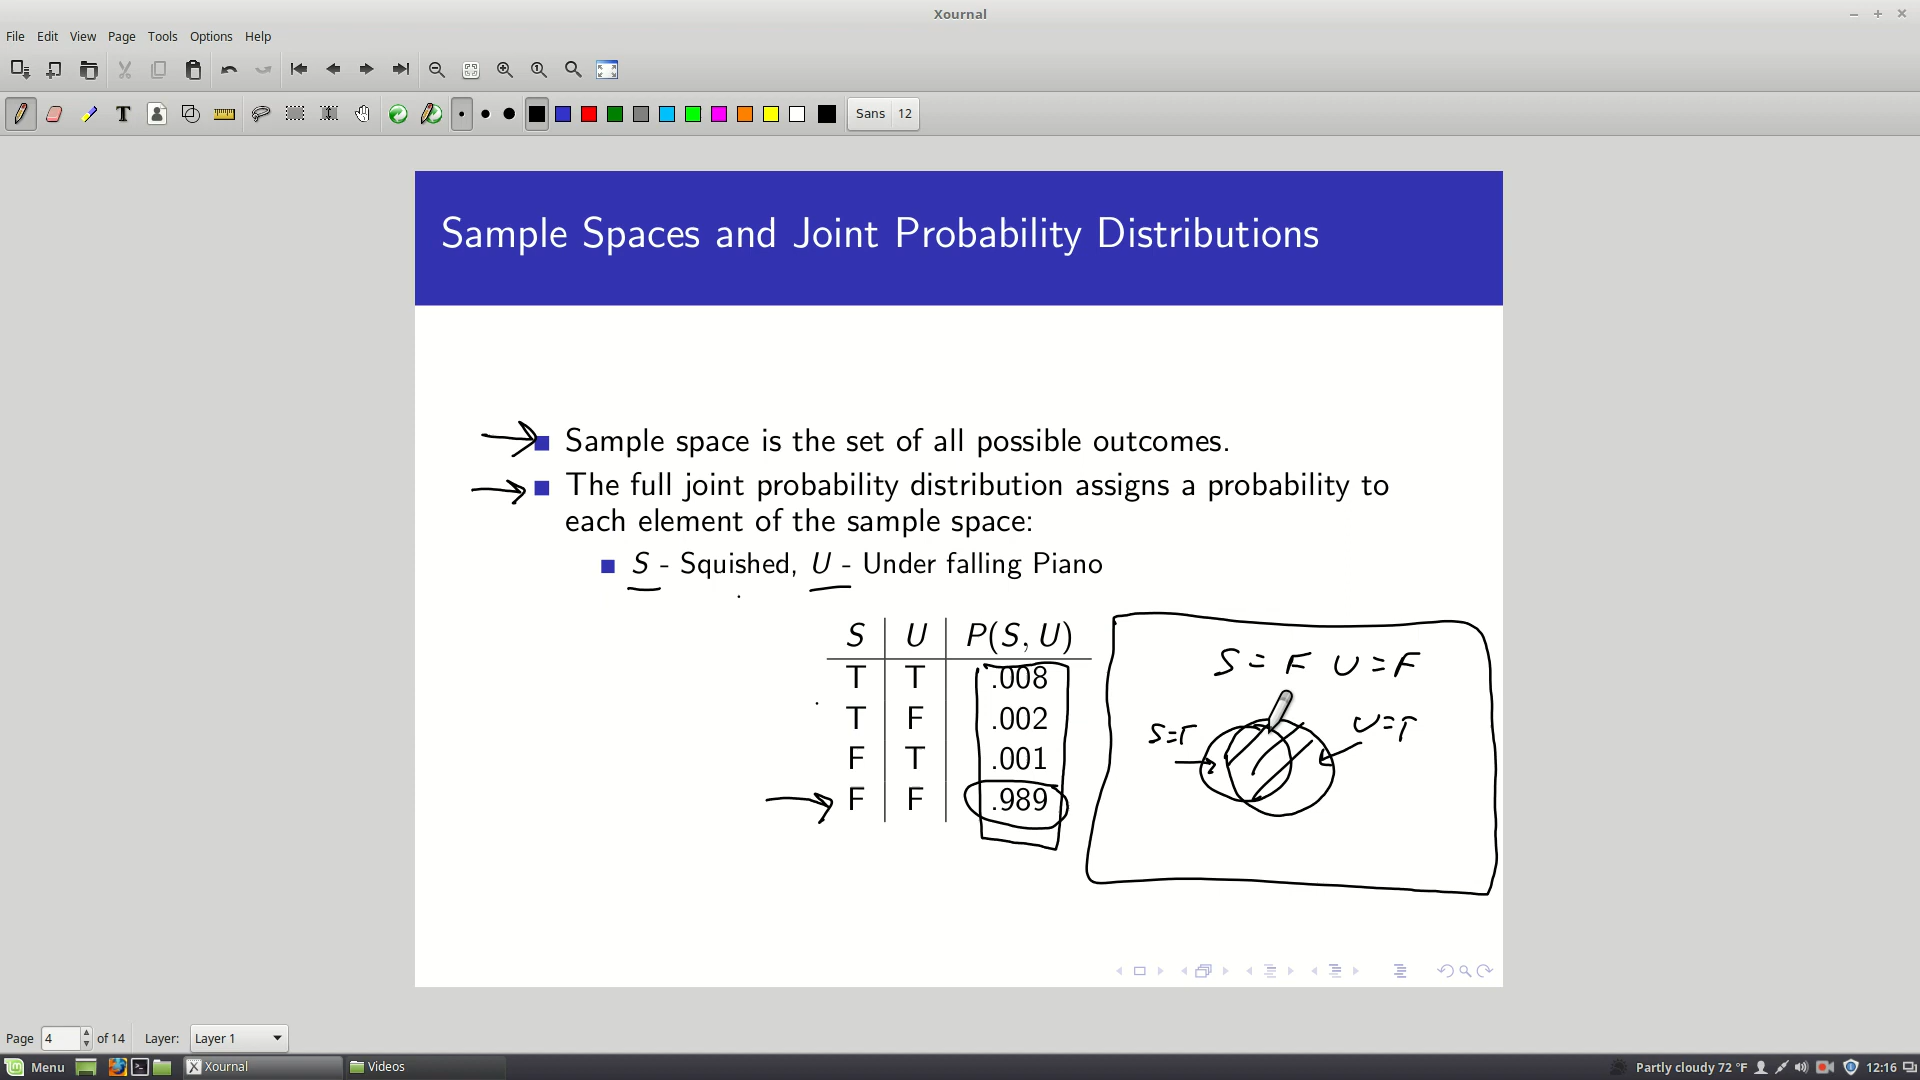 Xournal
File Edit View Page Tools Options Help
Sans 12
Sample Spaces and Joint Probability Distributions
Sample space is the set of all possible outcomes.
The full joint probability distribution assigns a probability to
each element of the sample space:
S - Squished, U - Under falling Piano
S U P(S, U)
T T .008
T F .002
F T .001
F F .989
S = F U = F
S=T
U=T
Page 4 of 14 Layer: Layer 1
Menu Xournal Videos Partly cloudy 72 °F 12:16